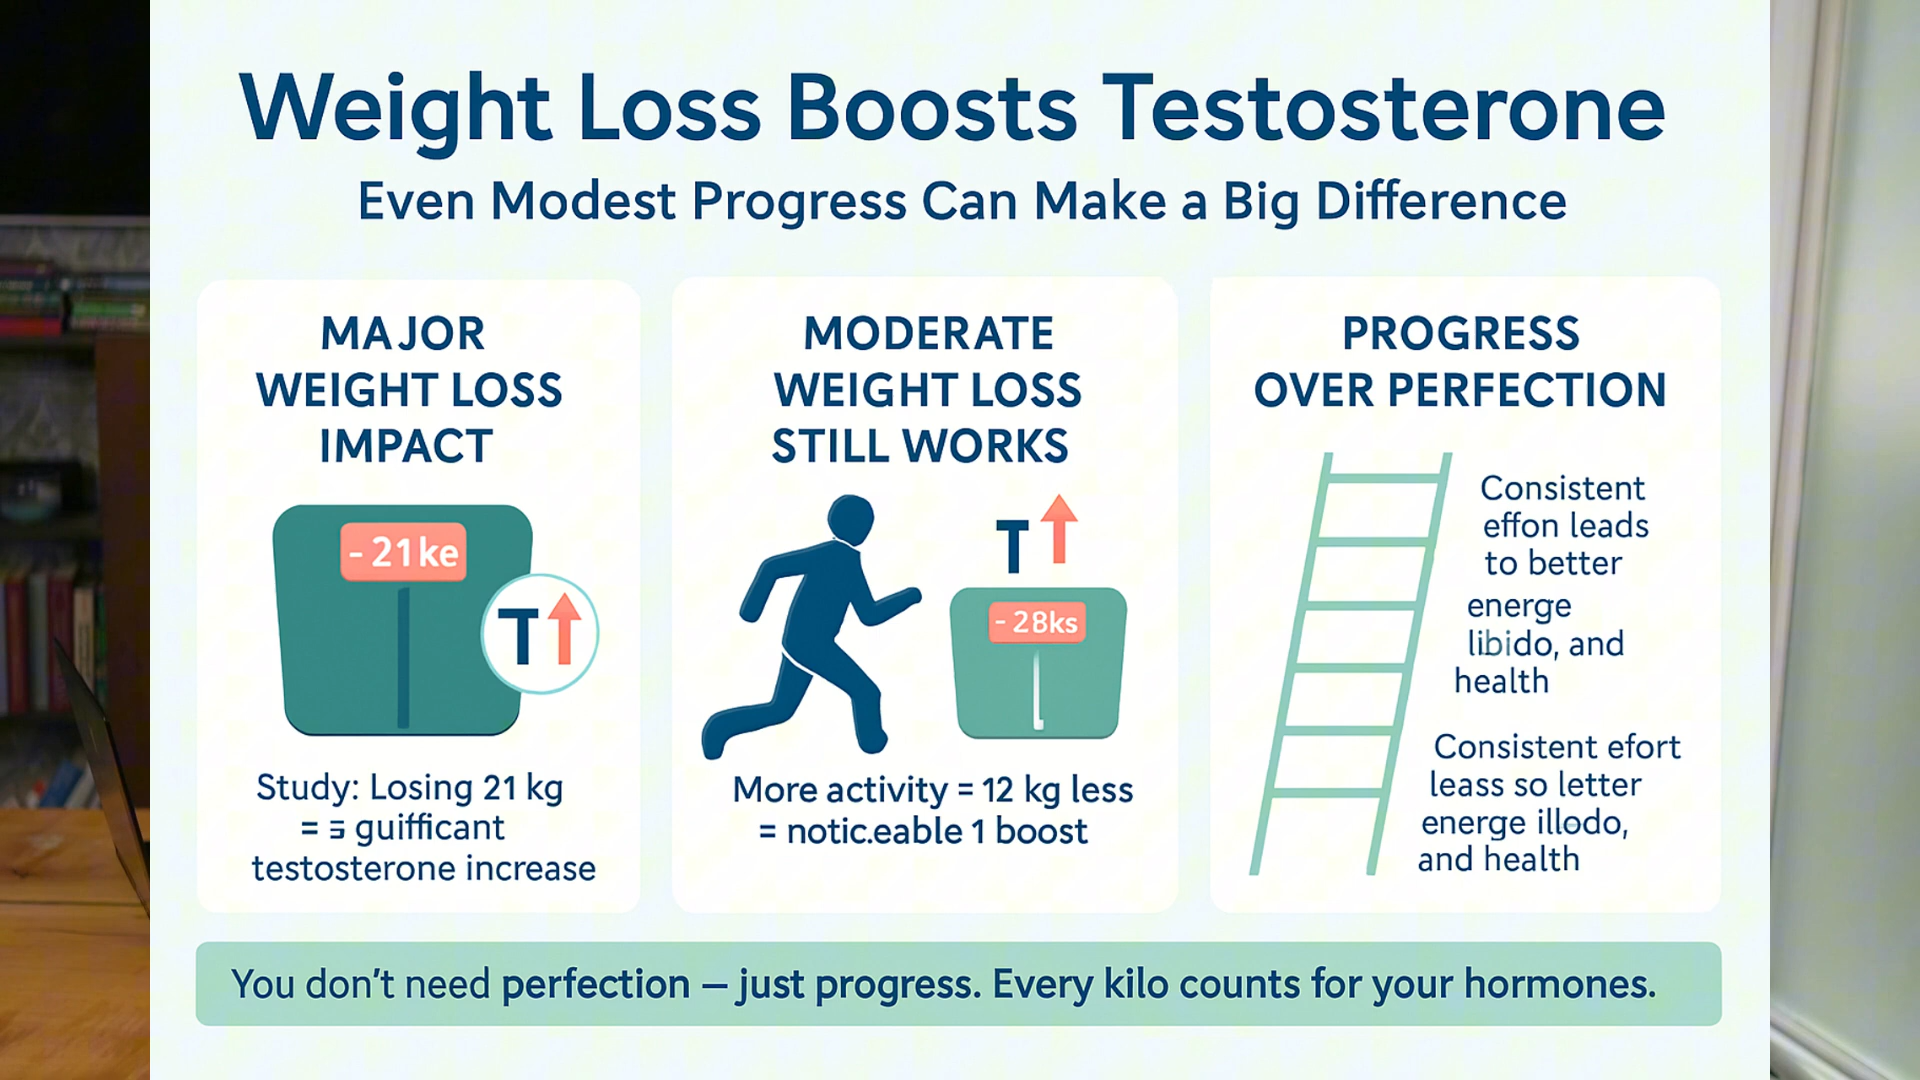 Weight Loss Boosts Testosterone
Even Modest Progress Can Make a Big Difference
MAJOR
WEIGHT LOSS
IMPACT
- 21ke
T
Study: Losing 21 kg
= guifficant
testosterone increase
MODERATE
WEIGHT LOSS
STILL WORKS
T
- 28ks
More activity = 12 kg less
= notic.eable 1 boost
PROGRESS
OVER PERFECTION
Consistent
effon leads
to better
energe
libido, and
health
Consistent efort
leass so letter
energe illodo,
and health
You don't need perfection – just progress. Every kilo counts for your hormones.